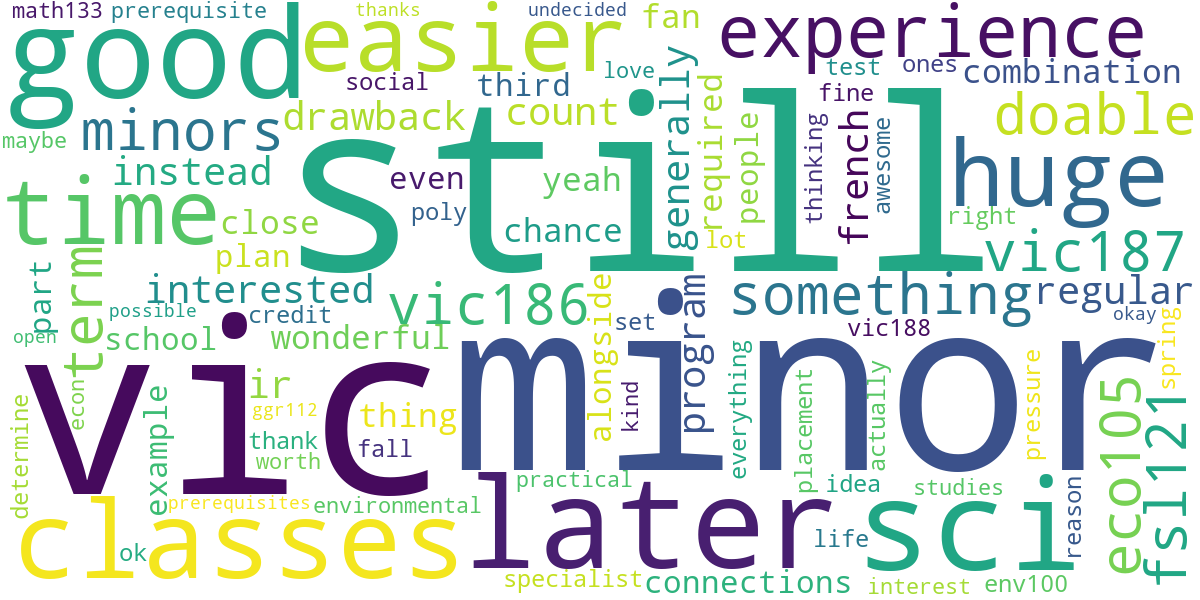 math133
prerequisite
thanks
undecided
fan
good
easier
experience
social
third
love
test
ones
combination
fine
maybe
minors
drawback
count
generally
required
people
thinking
french
awesome
doable
instead
still
huge
even
yeah
time
close
poly
chance
lot
right
vic187
plan
term
part
interested
vic186
alongside
program
something
regular
possible
credit
set
vic188
okay
open
school
wonderful
spring
vic
minor
ir
ggr112
thing
kind
everything
placement
actually
pressure
eco105
fsl121
econ
example
determine
thank
fall
worth
practical
idea
studies
reason
classes
prerequisites
environmental
later
sci
ok
life
specialist
connections
interest
env100